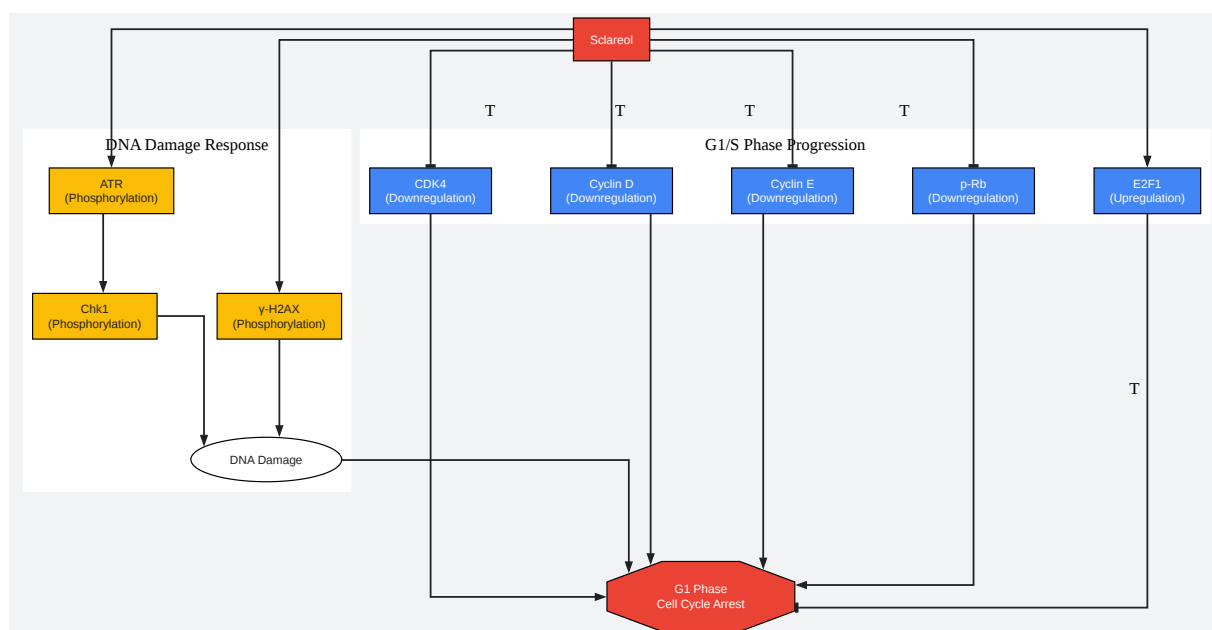 Sclareol
T
T
T
T
DNA Damage Response
G1/S Phase Progression
ATR
(Phosphorylation)
CDK4
(Downregulation)
Cyclin D
(Downregulation)
Cyclin E
(Downregulation)
p-Rb
(Downregulation)
E2F1
(Upregulation)
Chk1
(Phosphorylation)
γ-H2AX
(Phosphorylation)
T
DNA Damage
G1 Phase
Cell Cycle Arrest